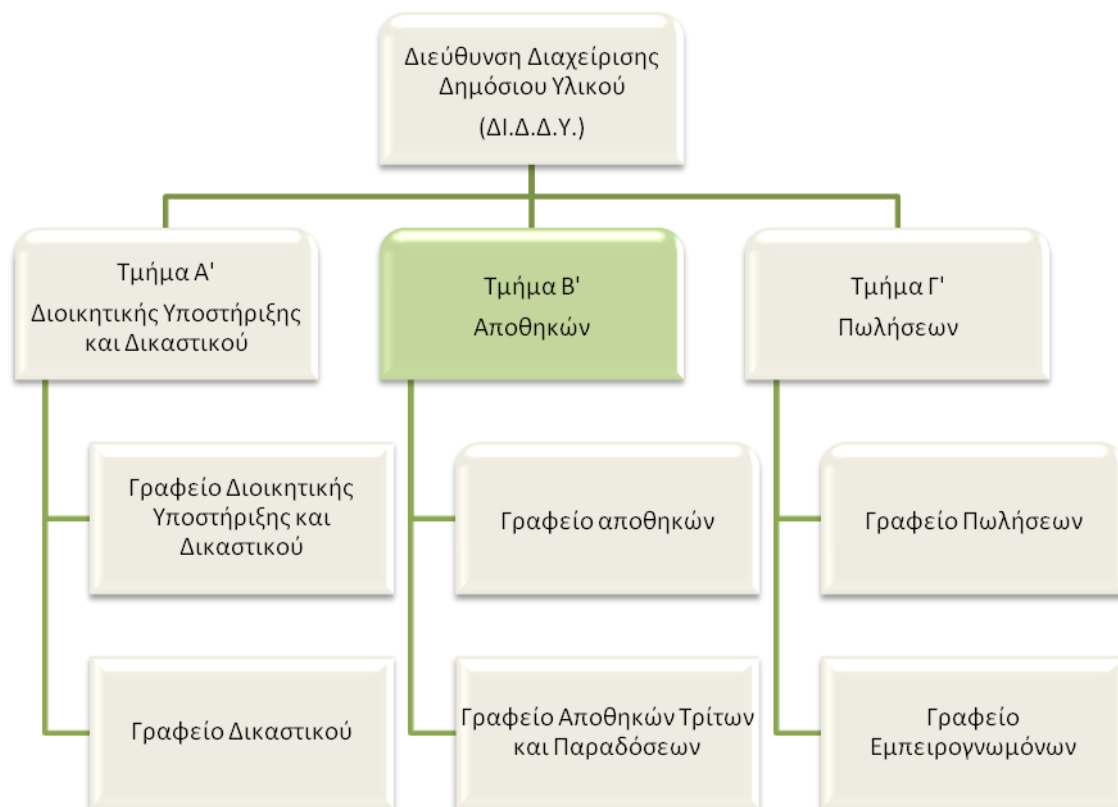 Διεύθυνση Διαχείρισης
Δημόσιου Υλικού
(ΔΙ.Δ.Δ.Υ.)
Τμήμα Α'
Διοικητικής Υποστήριξης
και Δικαστικού
Τμήμα Β'
Αποθηκών
Τμήμα Γ'
Πωλήσεων
Γραφείο Διοικητικής
Υποστήριξης και
Δικαστικού
Γραφείο αποθηκών
Γραφείο Πωλήσεων
Γραφείο Δικαστικού
Γραφείο Αποθηκών Τρίτων
και Παραδόσεων
Γραφείο
Εμπειρογνωμόνων